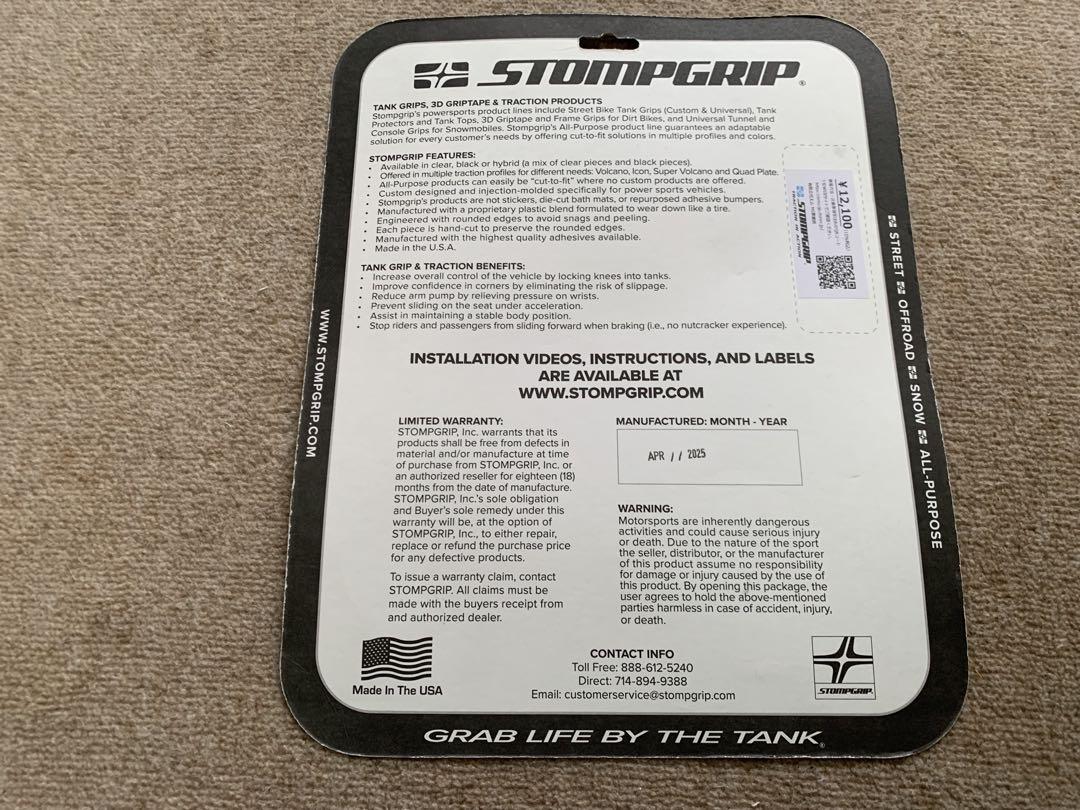 STOMPGRIP®
TANK GRIPS, 3D GRIPTAPE & TRACTION PRODUCTS
Stompgrip's powersports product lines include Street Bike Tank Grips (Custom & Universal), Tank
Protectors and Tank Tops, 3D Griptape and Frame Grips for Dirt Bikes, and Universal Tunnel and
Console Grips for Snowmobiles. Stompgrip's All-Purpose product line guarantees an adaptable
solution for every customer's needs by offering cut-to-fit solutions in multiple profiles and colors.
STOMPGRIP FEATURES:
• Available in clear, black or hybrid (a mix of clear pieces and black pieces).
• Offered in multiple traction profiles for different needs: Volcano, Icon, Super Volcano and Quad Plate.
• All-Purpose products can easily be "cut-to-fit" where no custom products are offered.
• Custom designed and injection-molded specifically for power sports vehicles.
• Stompgrip's products are not stickers, die-cut bath mats, or repurposed adhesive bumpers.
• Manufactured with a proprietary plastic blend formulated to wear down like a tire.
• Engineered with rounded edges to avoid snags and peeling.
• Each piece is hand-cut to preserve the rounded edges.
• Manufactured with the highest quality adhesives available.
• Made in the U.S.A.
TANK GRIP & TRACTION BENEFITS:
• Increase overall control of the vehicle by locking knees into tanks.
• Improve confidence in corners by eliminating the risk of slippage.
• Reduce arm pump by relieving pressure on wrists.
• Prevent sliding on the seat under acceleration.
• Assist in maintaining a stable body position.
• Stop riders and passengers from sliding forward when braking (i.e., no nutcracker experience).
¥12,100
STOMPGRIP
TRACTION IN ACTION
INSTALLATION VIDEOS, INSTRUCTIONS, AND LABELS
ARE AVAILABLE AT
WWW.STOMPGRIP.COM
LIMITED WARRANTY:
STOMPGRIP, Inc. warrants that its
products shall be free from defects in
material and/or manufacture at time
of purchase from STOMPGRIP, Inc. or
an authorized reseller for eighteen (18)
months from the date of manufacture.
STOMPGRIP, Inc.'s sole obligation
and Buyer's sole remedy under this
warranty will be, at the option of
STOMPGRIP, Inc., to either repair,
replace or refund the purchase price
for any defective products.
To issue a warranty claim, contact
STOMPGRIP. All claims must be
made with the buyers receipt from
and authorized dealer.
MANUFACTURED: MONTH - YEAR
APR 11 2025
WARNING:
Motorsports are inherently dangerous
activities and could cause serious injury
or death. Due to the nature of the sport
the seller, distributor, or the manufacturer
of this product assume no responsibility
for damage or injury caused by the use of
this product. By opening this package, the
user agrees to hold the above-mentioned
parties harmless in case of accident, injury,
or death.
Made In The USA
CONTACT INFO
Toll Free: 888-612-5240
Direct: 714-894-9388
Email: customerservice@stompgrip.com
STOMPGRIP
GRAB LIFE BY THE TANK®
WWW.STOMPGRIP.COM
STREET OFFROAD SNOW ALL-PURPOSE